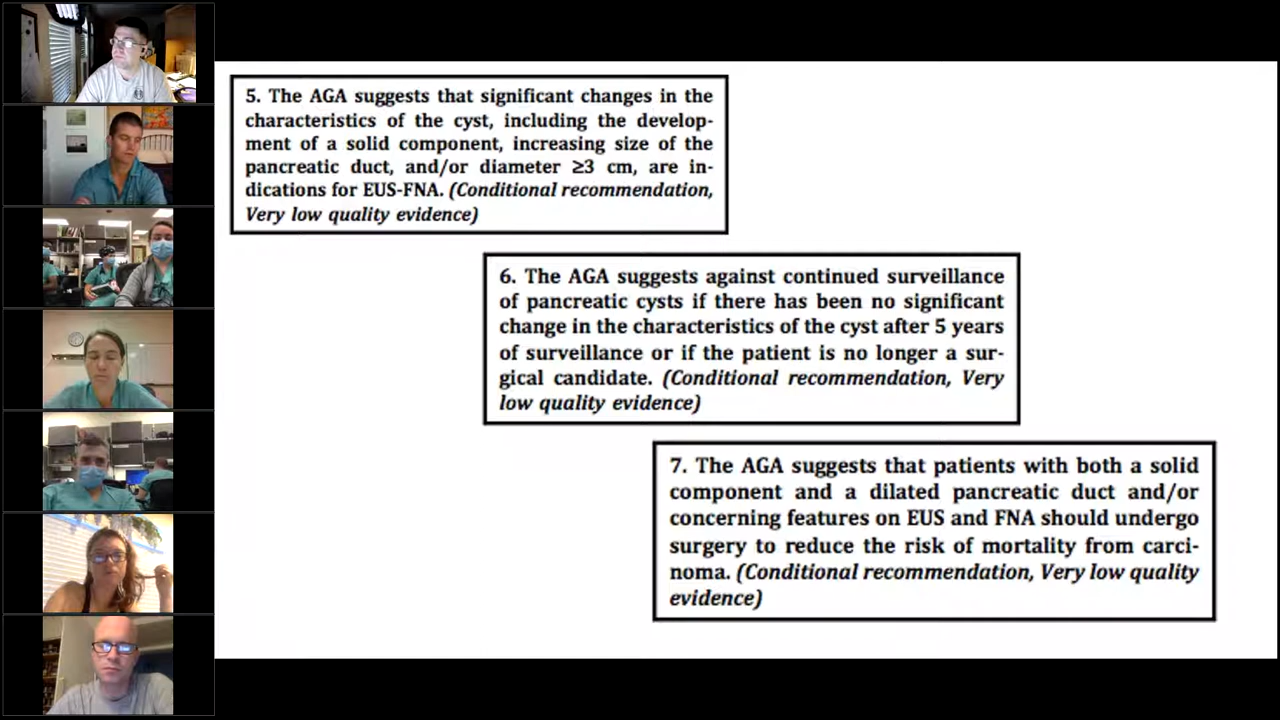 5. The AGA suggests that significant changes in the
characteristics of the cyst, including the develop-
ment of a solid component, increasing size of the
pancreatic duct, and/or diameter ≥3 cm, are in-
dications for EUS-FNA. (Conditional recommendation,
Very low quality evidence)
6. The AGA suggests against continued surveillance
of pancreatic cysts if there has been no significant
change in the characteristics of the cyst after 5 years
of surveillance or if the patient is no longer a sur-
gical candidate. (Conditional recommendation, Very
low quality evidence)
7. The AGA suggests that patients with both a solid
component and a dilated pancreatic duct and/or
concerning features on EUS and FNA should undergo
surgery to reduce the risk of mortality from carci-
noma. (Conditional recommendation, Very low quality
evidence)